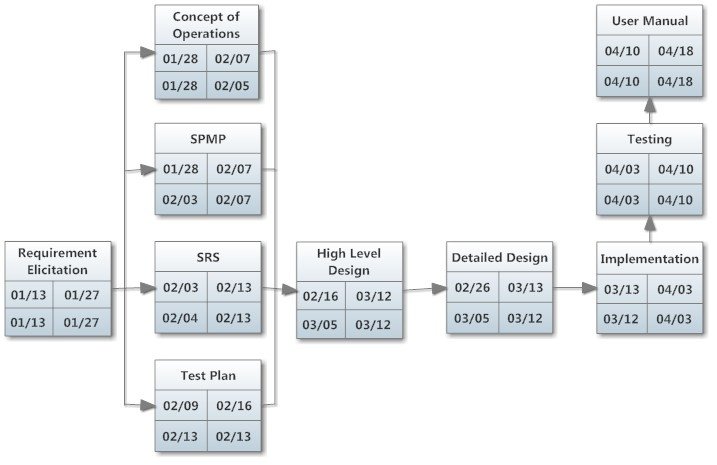 Concept of
Operations
01/28 02/07
01/28 02/05
SPMP
01/28 02/07
02/03 02/07
Requirement
Elicitation
01/13 01/27
01/13 01/27
SRS
02/03 02/13
02/04 02/13
Test Plan
02/09 02/16
02/13 02/13
High Level
Design
02/16 03/12
03/05 03/12
Detailed Design
02/26 03/13
03/05 03/12
Implementation
03/13 04/03
03/12 04/03
Testing
04/03 04/10
04/03 04/10
User Manual
04/10 04/18
04/10 04/18